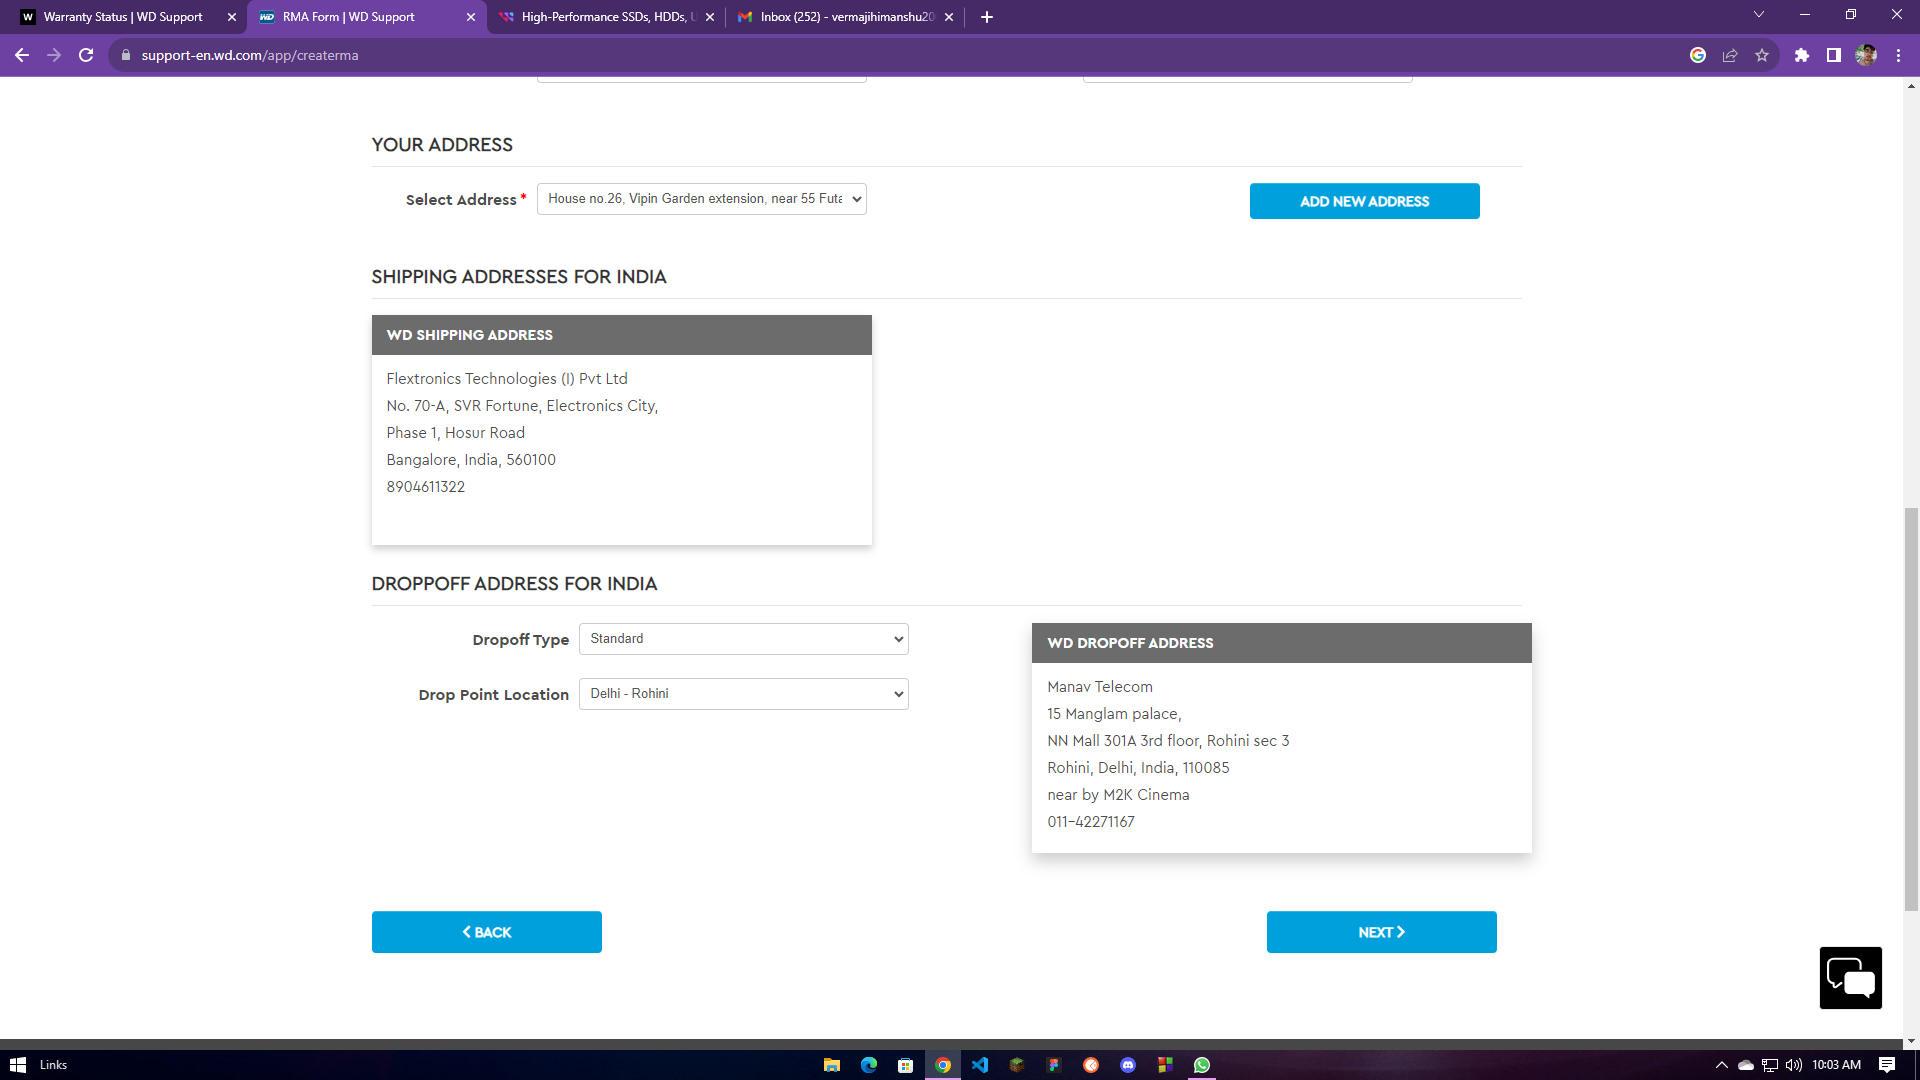 Warranty Status | WD Support
RMA Form | WD Support
High-Performance SSDs, HDDs, U
Inbox (252) - vermajihimanshu20
support-en.wd.com/app/createrma
YOUR ADDRESS
Select Address *
House no.26, Vipin Garden extension, near 55 Futa
ADD NEW ADDRESS
SHIPPING ADDRESSES FOR INDIA
WD SHIPPING ADDRESS
Flextronics Technologies (I) Pvt Ltd
No. 70-A, SVR Fortune, Electronics City,
Phase 1, Hosur Road
Bangalore, India, 560100
8904611322
DROPPOFF ADDRESS FOR INDIA
Dropoff Type
Standard
Drop Point Location
Delhi - Rohini
WD DROPOFF ADDRESS
Manav Telecom
15 Manglam palace,
NN Mall 301A 3rd floor, Rohini sec 3
Rohini, Delhi, India, 110085
near by M2K Cinema
011-42271167
BACK
NEXT
Links
10:03 AM